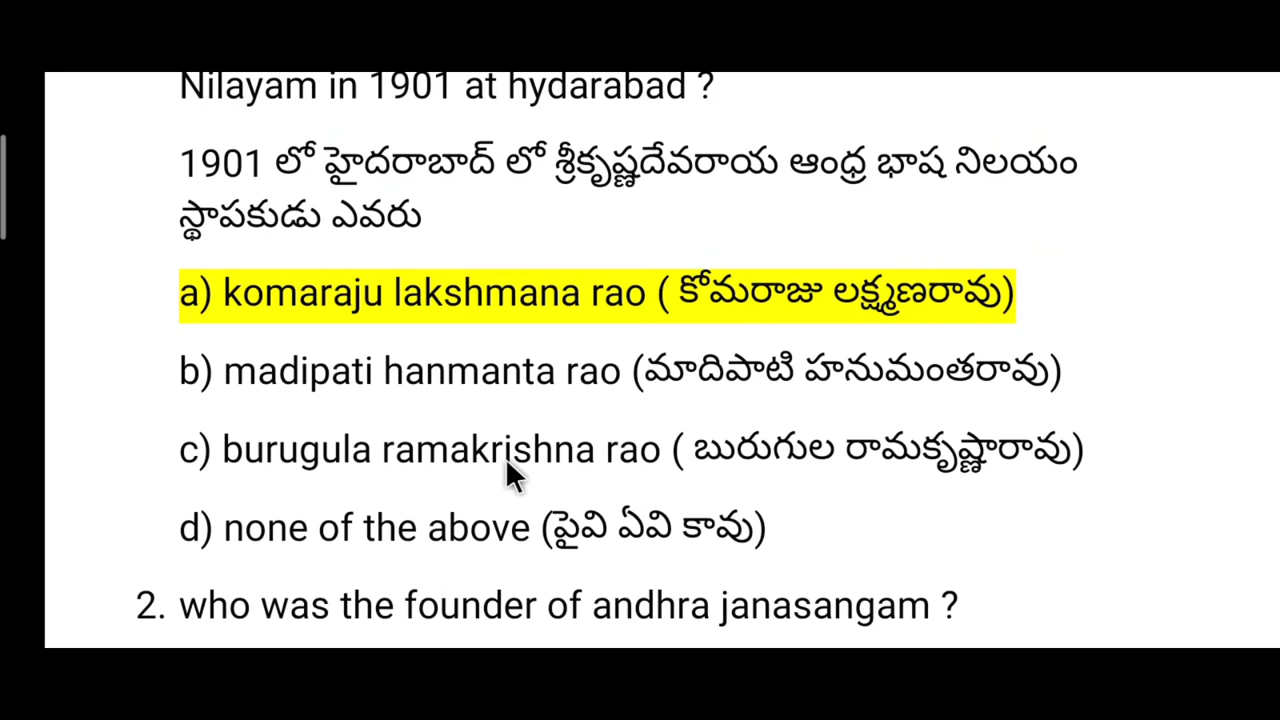 Nilayam in 1901 at hydarabad ?
1901 లో హైదరాబాద్ లో శ్రీకృష్ణదేవరాయ ఆంధ్ర భాష నిలయం
స్థాపకుడు ఎవరు
a) komaraju lakshmana rao ( కోమరాజు లక్ష్మణరావు)
b) madipati hanmanta rao (మాదిపాటి హనుమంతరావు)
c) burugula ramakrishna rao ( బురుగుల రామకృష్ణారావు)
d) none of the above (పైవి ఏవి కావు)
2. who was the founder of andhra janasangam ?